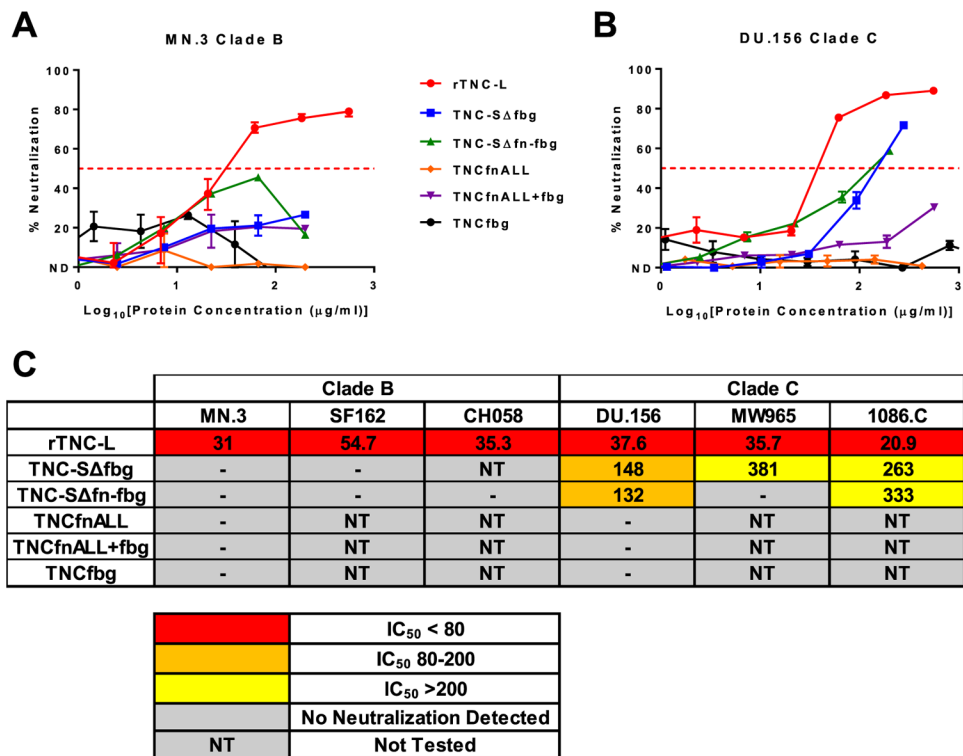 A
MN.3 Clade B
% Neutralization
100
80
60
40
20
ND
0
1
2
3
Log10[Protein Concentration (µg/ml)]
rTNC-L
TNC-SΔfbg
TNC-SΔfn-fbg
TNCfnALL
TNCfnALL+fbg
TNCfbg
B
DU.156 Clade C
% Neutralization
100
80
60
40
20
ND
0
1
2
3
Log10[Protein Concentration (µg/ml)]
C
Clade B Clade C
MN.3 SF162 CH058 DU.156 MW965 1086.C
rTNC-L 31 54.7 35.3 37.6 35.7 20.9
TNC-SΔfbg - - NT 148 381 263
TNC-SΔfn-fbg - - - 132 - 333
TNCfnALL - NT NT - NT NT
TNCfnALL+fbg - NT NT - NT NT
TNCfbg - NT NT - NT NT
IC50 < 80
IC50 80-200
IC50 >200
No Neutralization Detected
NT Not Tested